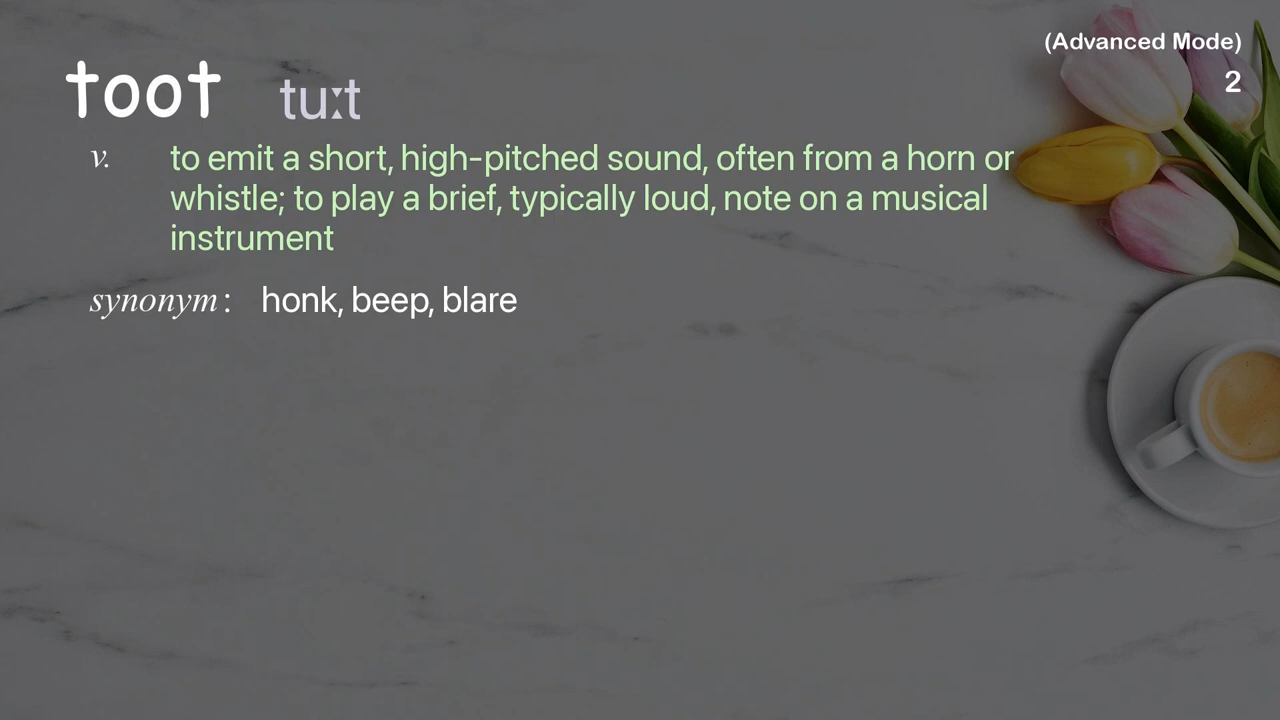 (Advanced Mode)
2
toot tuːt
v. to emit a short, high-pitched sound, often from a horn or
whistle; to play a brief, typically loud, note on a musical
instrument
synonym : honk, beep, blare